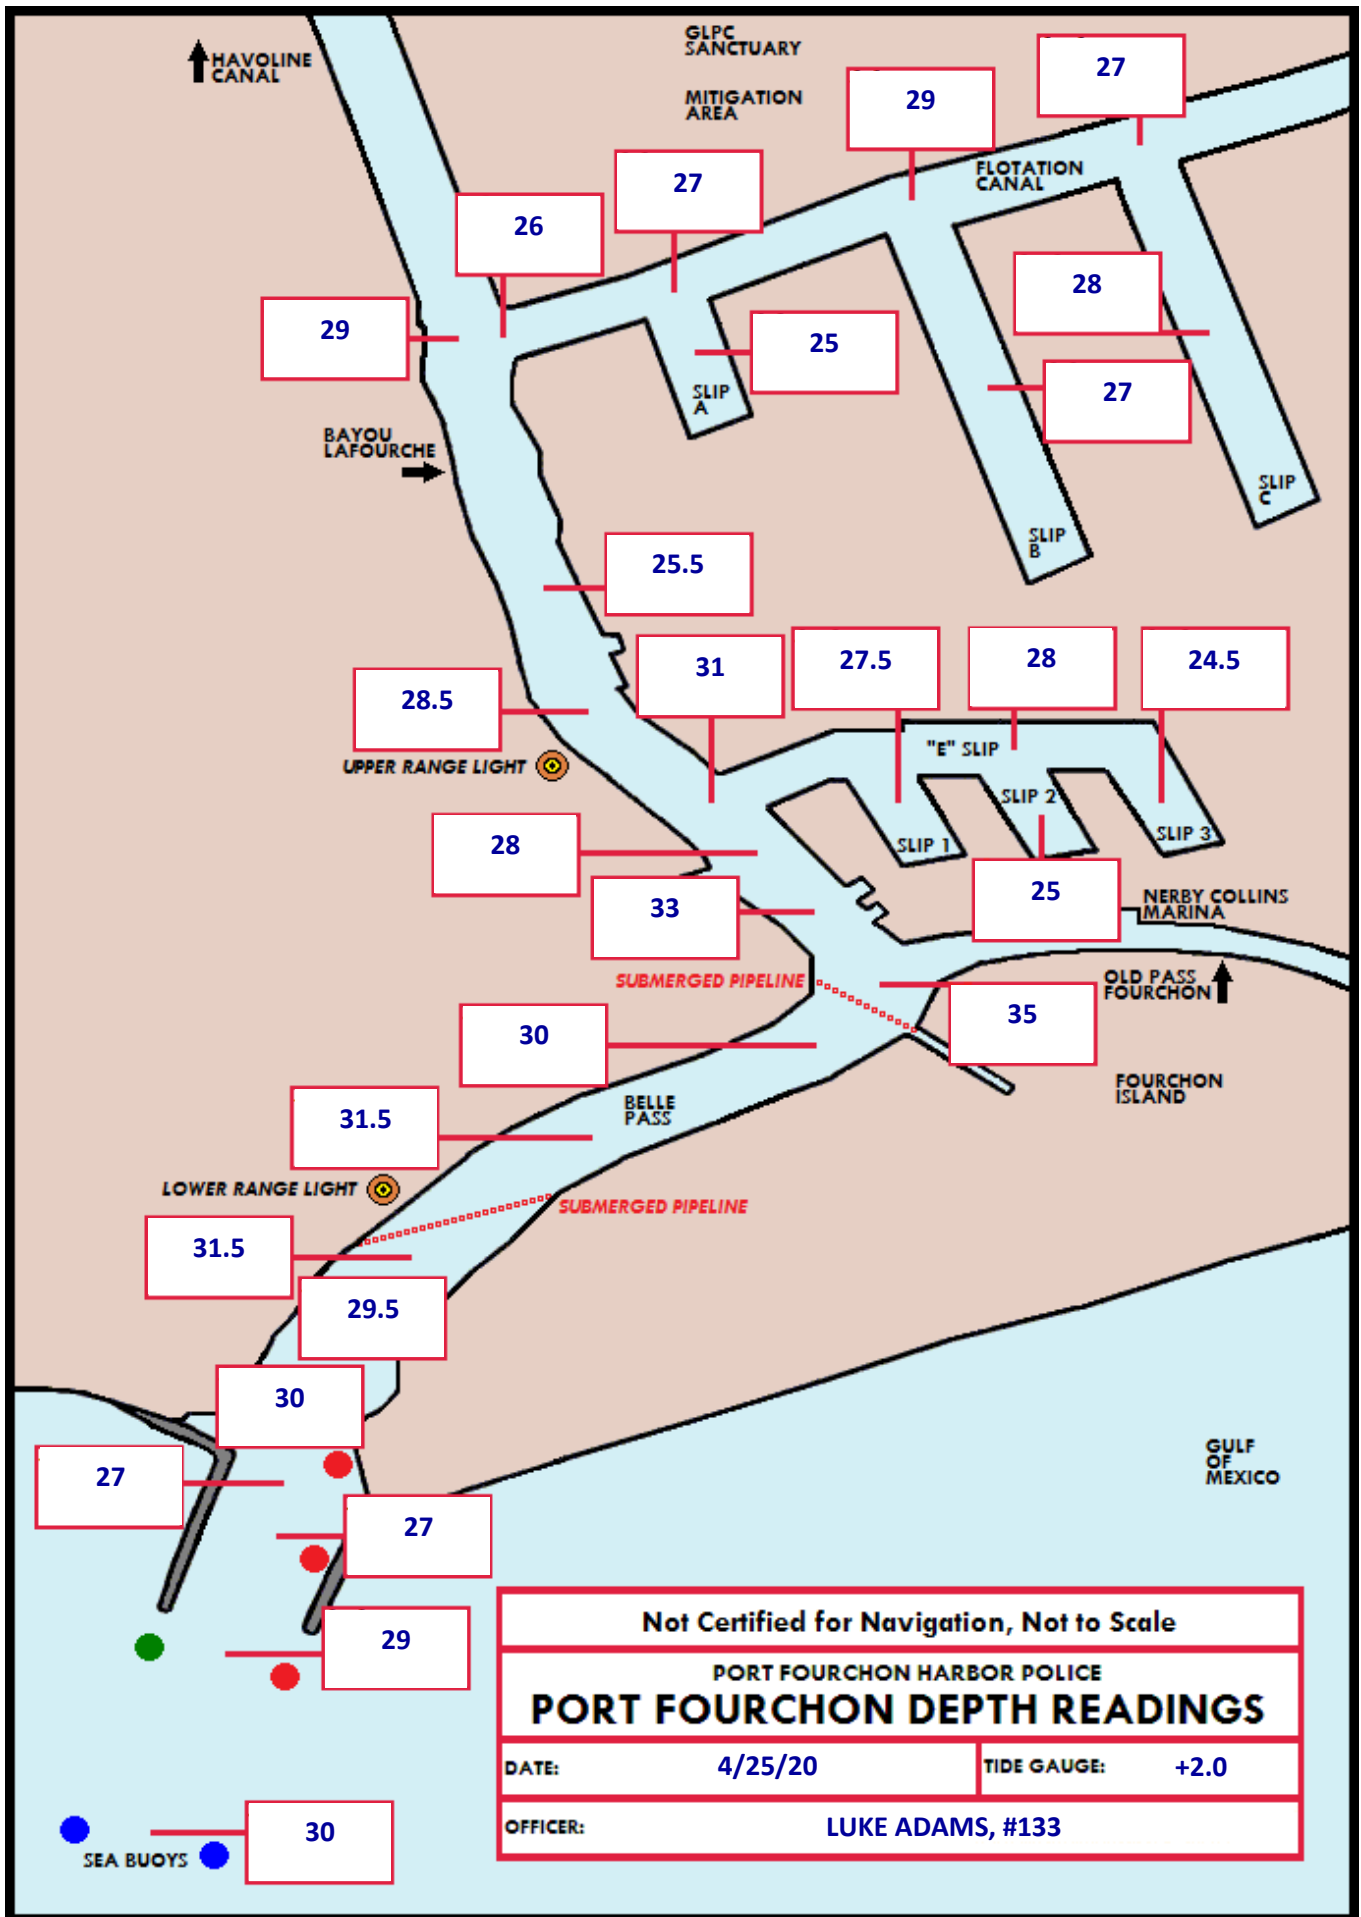 HAVOLINE
CANAL
GLPC
SANCTUARY
MITIGATION
AREA
27
29
FLOTATION
CANAL
27
26
28
29
25
27
SLIP
A
BAYOU
LAFOURCHE
SLIP
C
SLIP
B
25.5
31
27.5
28
24.5
28.5
"E" SLIP
UPPER RANGE LIGHT
SLIP 2
SLIP 1
SLIP 3
28
25
33
NERBY COLLINS
MARINA
SUBMERGED PIPELINE
OLD PASS
FOURCHON
35
30
FOURCHON
ISLAND
BELLE
PASS
31.5
LOWER RANGE LIGHT
SUBMERGED PIPELINE
31.5
29.5
30
GULF
OF
MEXICO
27
27
29
Not Certified for Navigation, Not to Scale
PORT FOURCHON HARBOR POLICE
PORT FOURCHON DEPTH READINGS
DATE: 4/25/20 TIDE GAUGE: +2.0
OFFICER: LUKE ADAMS, #133
30
SEA BUOYS